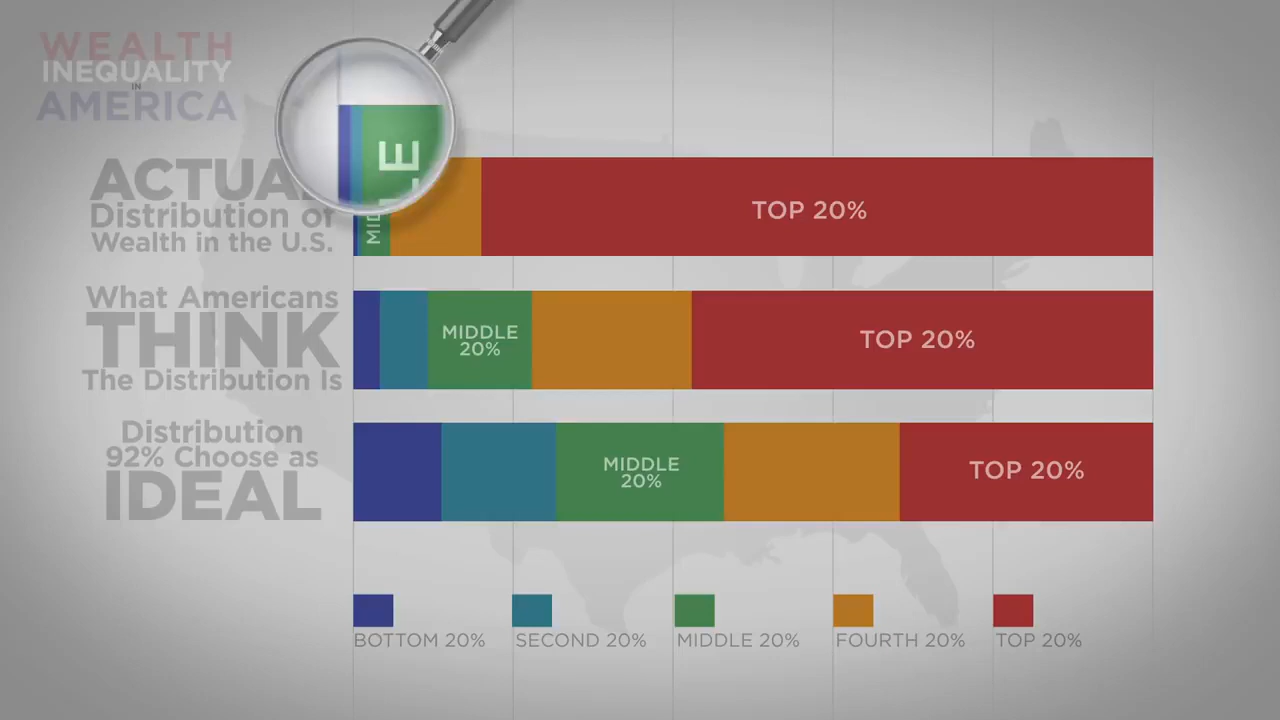 WEALTH
INEQUALITY
IN
AMERICA
ACTUAL
Distribution of
Wealth in the U.S.
TOP 20%
What Americans
THINK
The Distribution Is
MIDDLE
20%
TOP 20%
Distribution
92% Choose as
IDEAL
MIDDLE
20%
TOP 20%
BOTTOM 20%
SECOND 20%
MIDDLE 20%
FOURTH 20%
TOP 20%